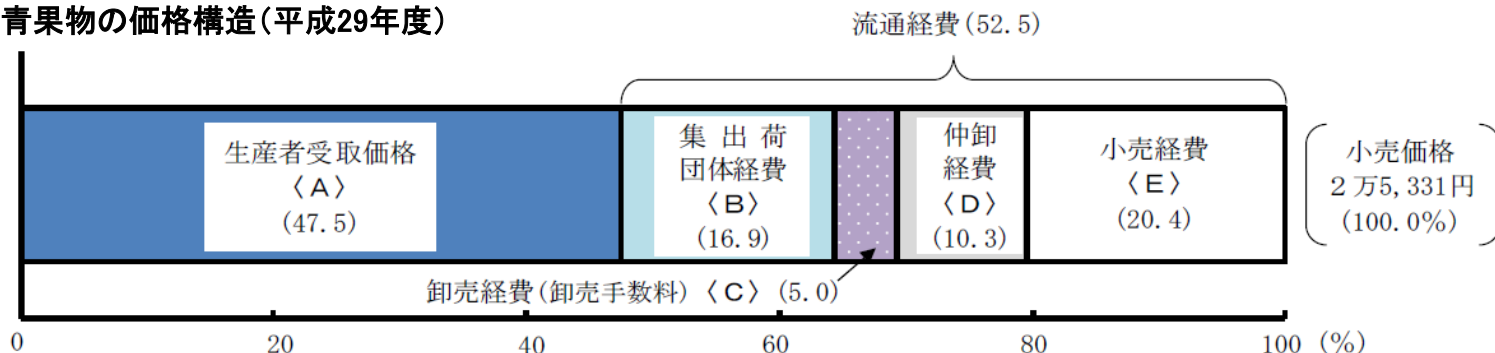 青果物の価格構造(平成29年度)
流通経費(52.5)
生産者受取価格
〈A〉
(47.5)
集出荷
団体経費
〈B〉
(16.9)
仲卸
経費
〈D〉
(10.3)
小売経費
〈E〉
(20.4)
小売価格
2万5,331円
(100.0%)
卸売経費(卸売手数料)〈C〉(5.0)
0 20 40 60 80 100 (%)